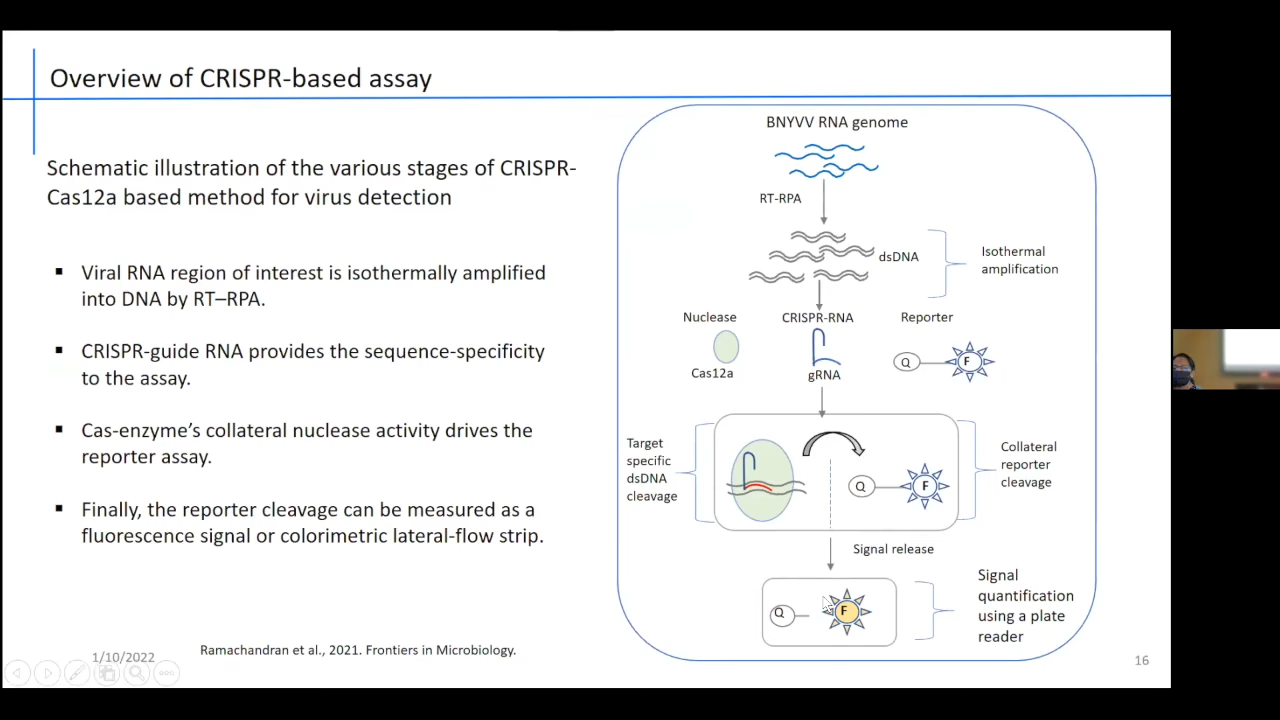 Overview of CRISPR-based assay
Schematic illustration of the various stages of CRISPR-
Cas12a based method for virus detection
▪ Viral RNA region of interest is isothermally amplified
into DNA by RT–RPA.
▪ CRISPR-guide RNA provides the sequence-specificity
to the assay.
▪ Cas-enzyme’s collateral nuclease activity drives the
reporter assay.
▪ Finally, the reporter cleavage can be measured as a
fluorescence signal or colorimetric lateral-flow strip.
Ramachandran et al., 2021. Frontiers in Microbiology.
1/10/2022
BNYVV RNA genome
RT-RPA
dsDNA
Isothermal
amplification
Nuclease
CRISPR-RNA
Reporter
Q
F
Cas12a
gRNA
Target
specific
dsDNA
cleavage
Q
F
Collateral
reporter
cleavage
Signal release
Q
F
Signal
quantification
using a plate
reader
16